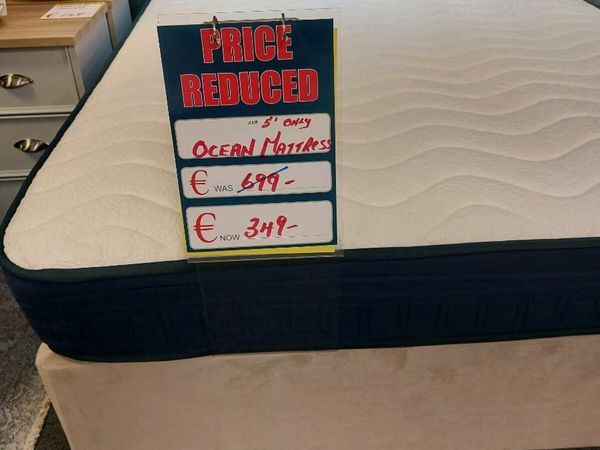 PRICE
REDUCED
5' ONLY
OCEAN MATTRESS
€ WAS 699-
€ NOW 349-